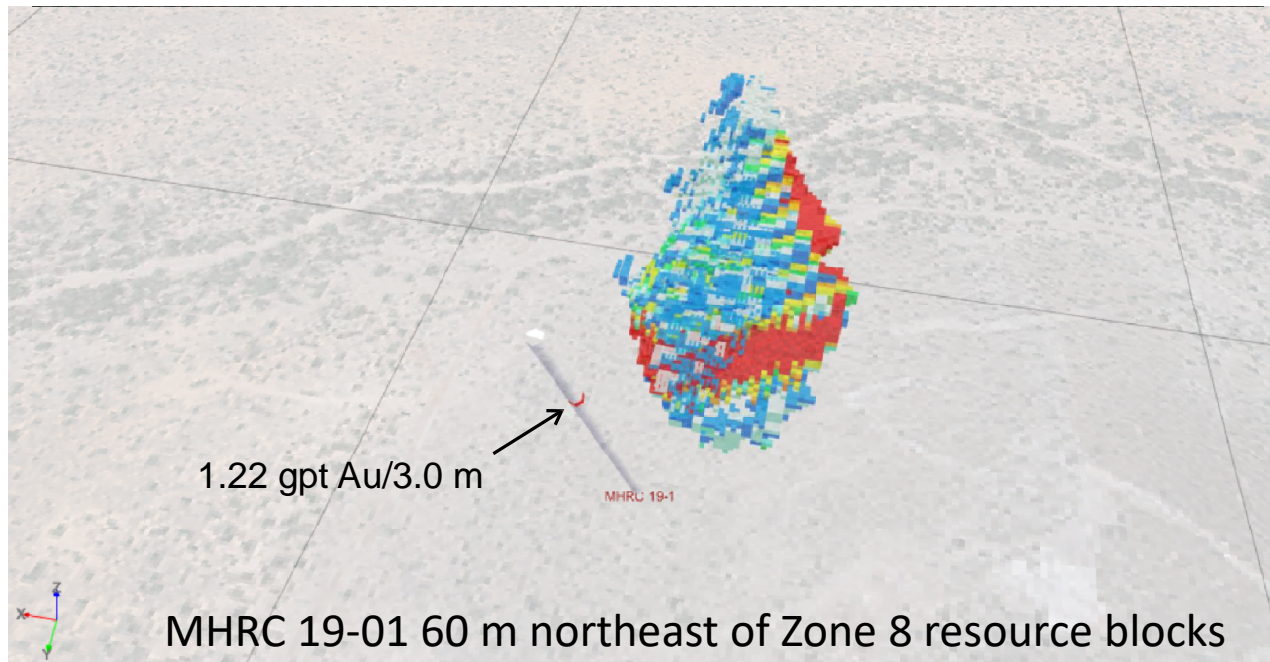 1.22 gpt Au/3.0 m
MHRC 19-1
Z
X
Y
MHRC 19-01 60 m northeast of Zone 8 resource blocks